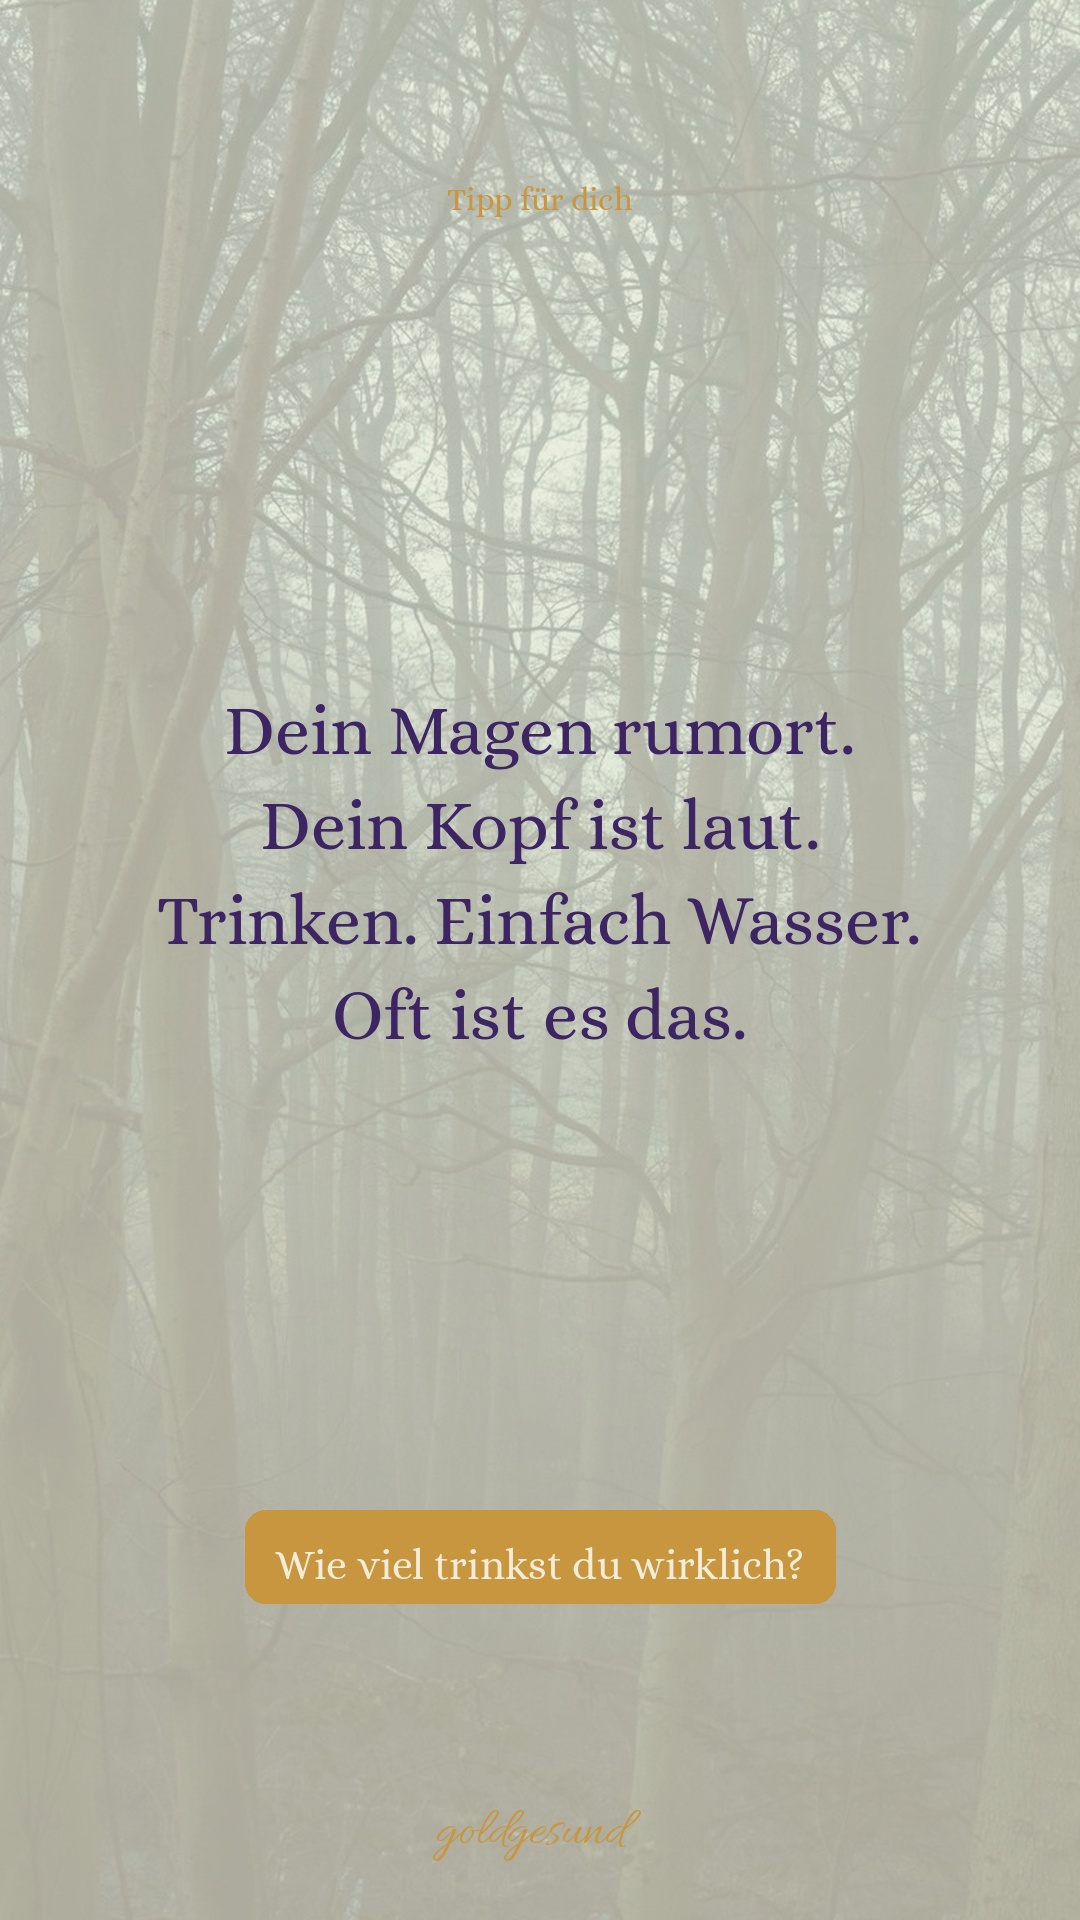 Tipp für dich
Dein Magen rumort.
Dein Kopf ist laut.
Trinken. Einfach Wasser.
Oft ist es das.
Wie viel trinkst du wirklich?
goldgesund